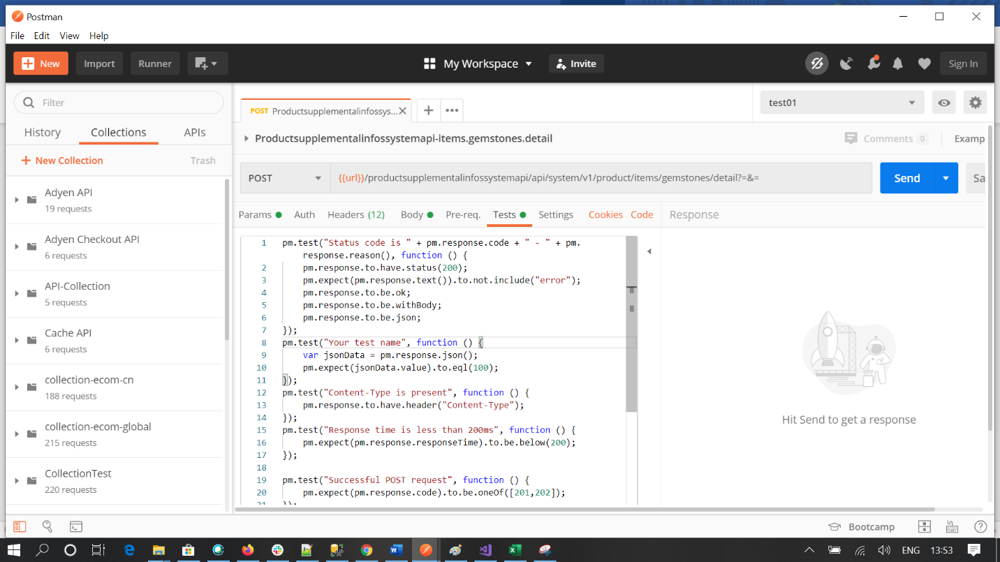 Postman
File Edit View Help
New Import Runner My Workspace Invite Sign In
Filter
History Collections APIs
New Collection Trash
Adyen API
19 requests
Adyen Checkout API
6 requests
API-Collection
5 requests
Cache API
6 requests
collection-ecom-cn
188 requests
collection-ecom-global
215 requests
CollectionTest
220 requests
POST Productsupplementalinfossys...
test01
Productsupplementalinfossystemapi-items.gemstones.detail
Comments 0 Examp
POST {{url}}/productsupplementalinfossystemapi/api/system/v1/product/items/gemstones/detail?=&=
Send Sa
Params Auth Headers (12) Body Pre-req. Tests Settings Cookies Code
Response
1 pm.test("Status code is " + pm.response.code + " - " + pm.
response.reason(), function () {
2 pm.response.to.have.status(200);
3 pm.expect(pm.response.text()).to.not.include("error");
4 pm.response.to.be.ok;
5 pm.response.to.be.withBody;
6 pm.response.to.be.json;
7 });
8 pm.test("Your test name", function () {
9 var jsonData = pm.response.json();
10 pm.expect(jsonData.value).to.eql(100);
11 });
12 pm.test("Content-Type is present", function () {
13 pm.response.to.have.header("Content-Type");
14 });
15 pm.test("Response time is less than 200ms", function () {
16 pm.expect(pm.response.responseTime).to.be.below(200);
17 });
18
19 pm.test("Successful POST request", function () {
20 pm.expect(pm.response.code).to.be.oneOf([201,202]);
21 });
Hit Send to get a response
Bootcamp
ENG 13:53